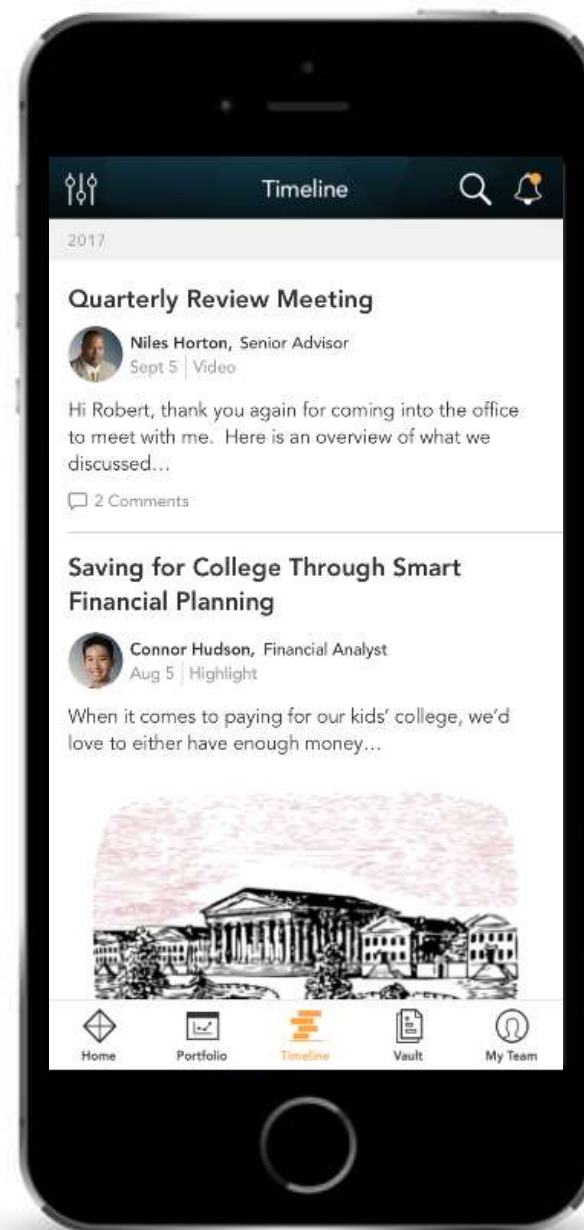 Timeline
2017
Quarterly Review Meeting
Niles Horton, Senior Advisor
Sept 5 | Video
Hi Robert, thank you again for coming into the office
to meet with me. Here is an overview of what we
discussed...
2 Comments
Saving for College Through Smart
Financial Planning
Connor Hudson, Financial Analyst
Aug 5 | Highlight
When it comes to paying for our kids' college, we'd
love to either have enough money...
Home Portfolio Timeline Vault My Team